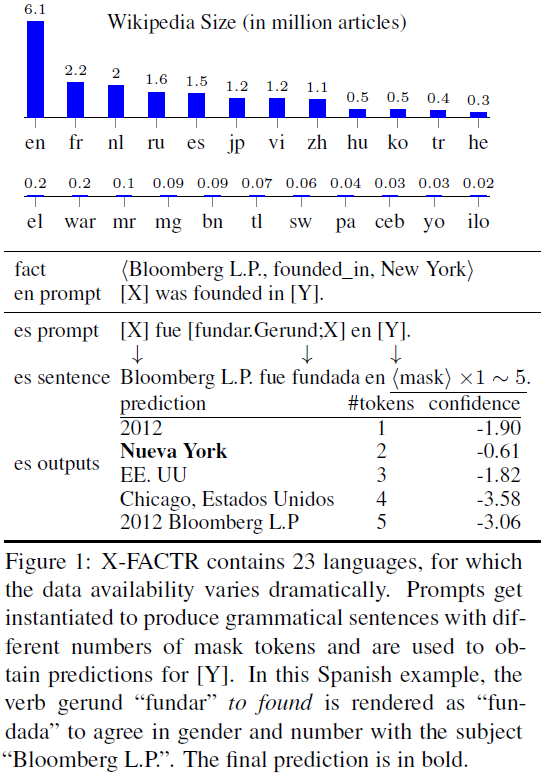 Wikipedia Size (in million articles)
6.1 2.2 2 1.6 1.5 1.2 1.2 1.1 0.5 0.5 0.4 0.3
en fr nl ru es jp vi zh hu ko tr he
0.2 0.2 0.1 0.09 0.09 0.07 0.06 0.04 0.03 0.03 0.02
el war mr mg bn tl sw pa ceb yo ilo
fact ⟨Bloomberg L.P., founded_in, New York⟩
en prompt [X] was founded in [Y].
es prompt [X] fue [fundar.Gerund;X] en [Y].
↓ ↓ ↓
es sentence Bloomberg L.P. fue fundada en ⟨mask⟩ ×1 ∼ 5.
prediction #tokens confidence
2012 1 -1.90
Nueva York 2 -0.61
es outputs EE. UU 3 -1.82
Chicago, Estados Unidos 4 -3.58
2012 Bloomberg L.P 5 -3.06
Figure 1: X-FACTR contains 23 languages, for which
the data availability varies dramatically. Prompts get
instantiated to produce grammatical sentences with dif-
ferent numbers of mask tokens and are used to ob-
tain predictions for [Y]. In this Spanish example, the
verb gerund “fundar” to found is rendered as “fun-
dada” to agree in gender and number with the subject
“Bloomberg L.P.”. The final prediction is in bold.